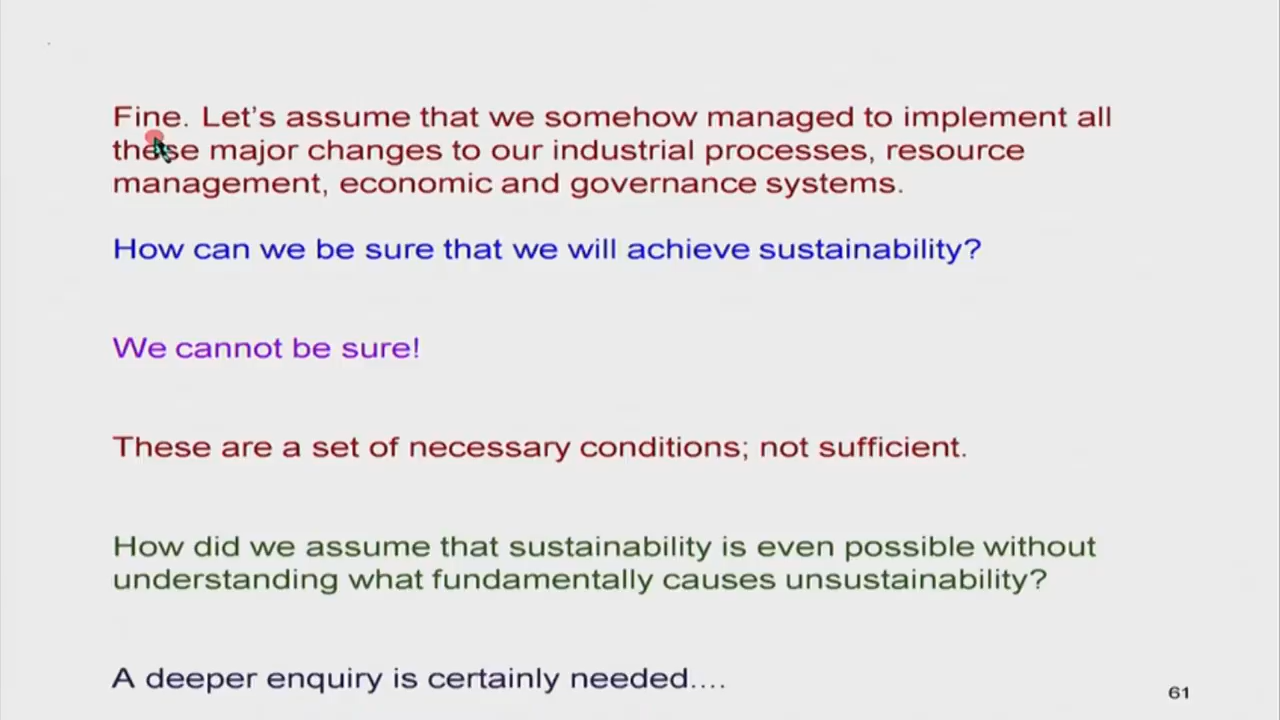 Fine. Let's assume that we somehow managed to implement all
these major changes to our industrial processes, resource
management, economic and governance systems.
How can we be sure that we will achieve sustainability?
We cannot be sure!
These are a set of necessary conditions; not sufficient.
How did we assume that sustainability is even possible without
understanding what fundamentally causes unsustainability?
A deeper enquiry is certainly needed....
61